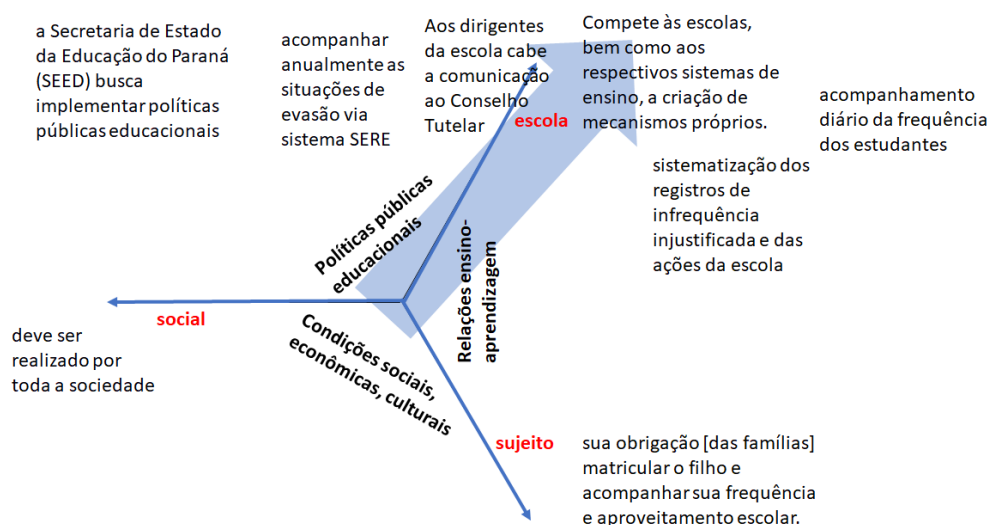 a Secretaria de Estado
da Educação do Paraná
(SEED) busca
implementar políticas
públicas educacionais
acompanhar
anualmente as
situações de
evasão via
sistema SERE
Aos dirigentes
da escola cabe
a comunicação
ao Conselho
Tutelar
escola
Compete às escolas,
bem como aos
respectivos sistemas de
ensino, a criação de
mecanismos próprios.
acompanhamento
diário da frequência
dos estudantes
sistematização dos
registros de
infrequência
injustificada e das
ações da escola
Políticas públicas
educacionais
Relações ensino-
aprendizagem
social
Condições sociais,
econômicas, culturais
deve ser
realizado por
toda a sociedade
sujeito
sua obrigação [das famílias]
matricular o filho e
acompanhar sua frequência
e aproveitamento escolar.